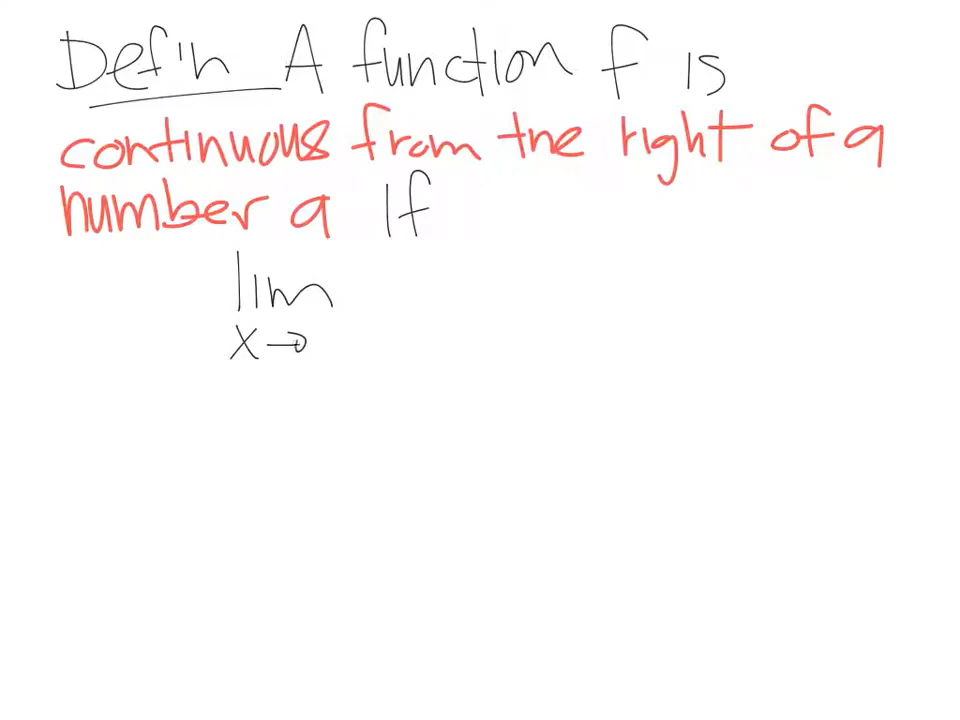 Def'n A function f is
continuous from the right of a
number a if
lim
x →